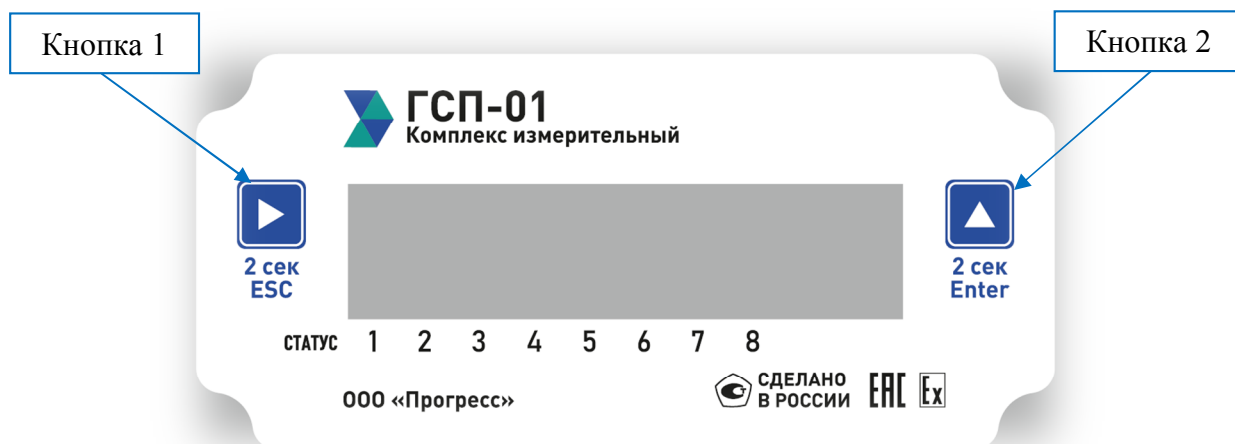 Кнопка 1
Кнопка 2
ГСП-01
Комплекс измерительный
2 сек
ESC
2 сек
Enter
СТАТУС 1 2 3 4 5 6 7 8
ООО «Прогресс»
СДЕЛАНО
В РОССИИ
EAC
Ex